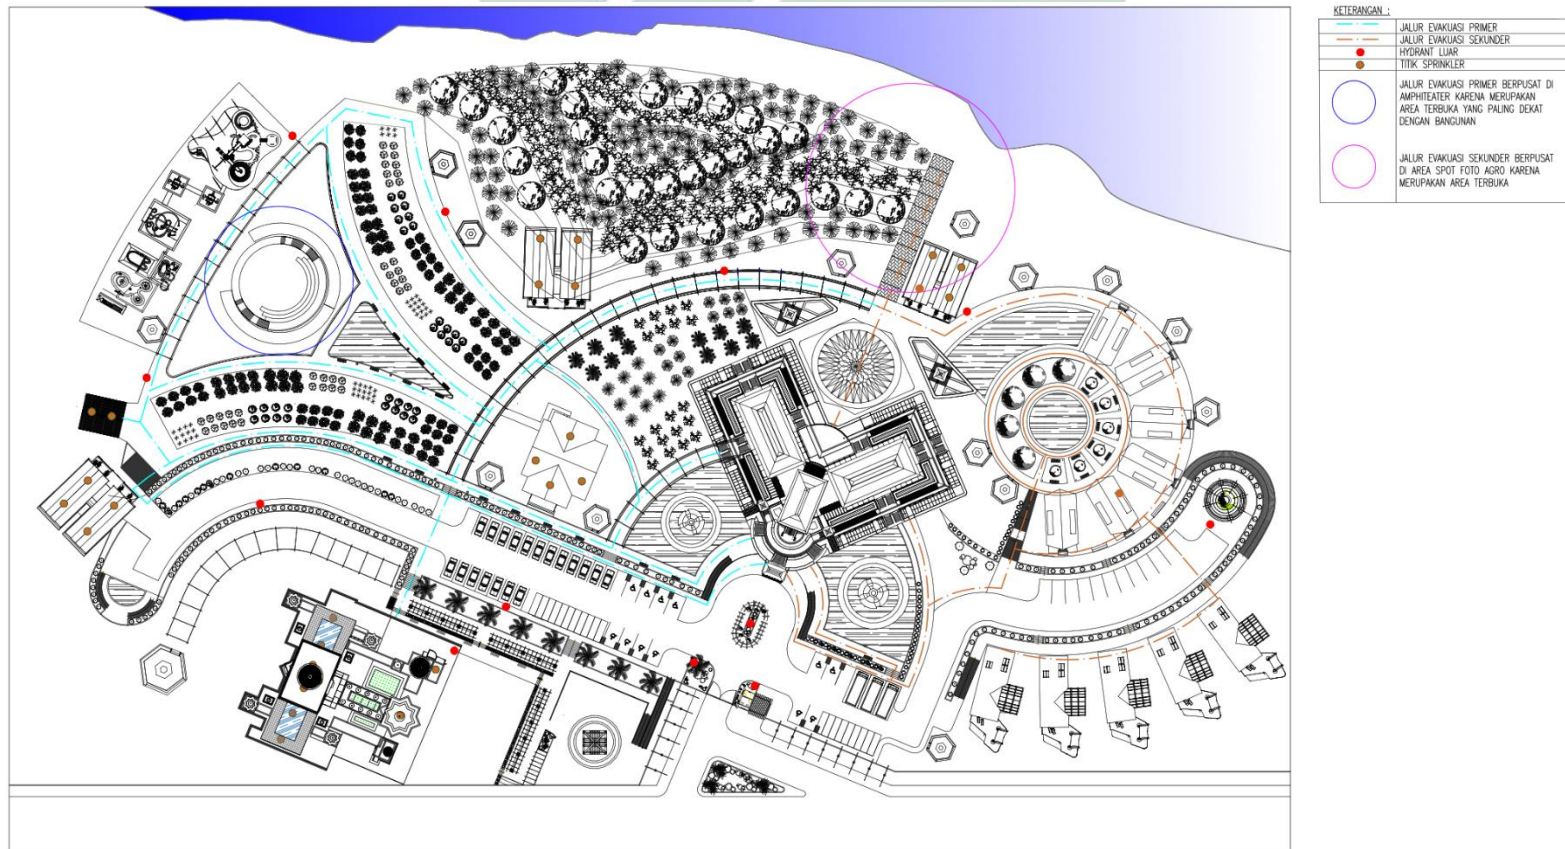 KETERANGAN :
JALUR EVAKUASI PRIMER
JALUR EVAKUASI SEKUNDER
HYDRANT LUAR
TITIK SPRINKLER
JALUR EVAKUASI PRIMER BERPUSAT DI
AMPHITEATER KARENA MERUPAKAN
AREA TERBUKA YANG PALING DEKAT
DENGAN BANGUNAN
JALUR EVAKUASI SEKUNDER BERPUSAT
DI AREA SPOT FOTO AGRO KARENA
MERUPAKAN AREA TERBUKA